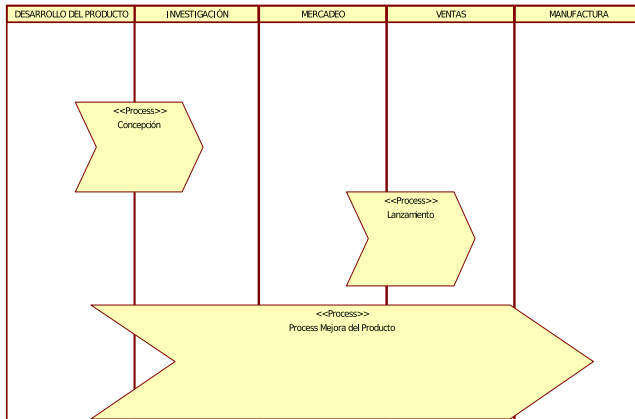 DESARROLLO DEL PRODUCTO
INVESTIGACIÓN
MERCADEO
VENTAS
MANUFACTURA
<<Process>>
Concepción
<<Process>>
Lanzamiento
<<Process>>
Process Mejora del Producto